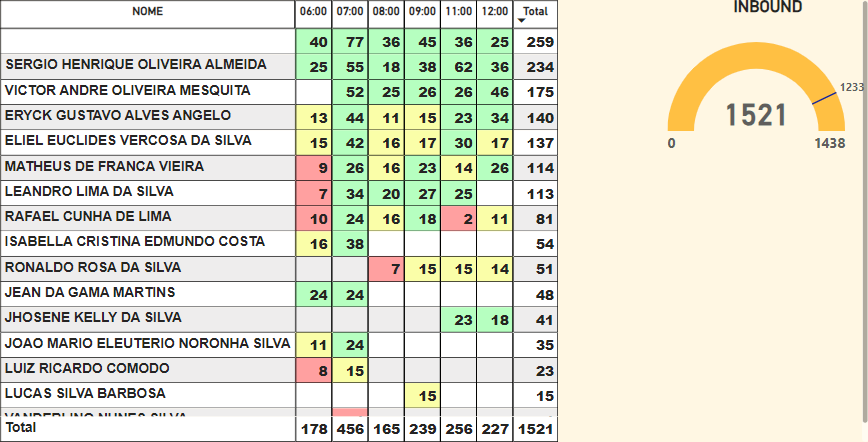 NOME 06:00 07:00 08:00 09:00 11:00 12:00 Total
40 77 36 45 36 25 259
SERGIO HENRIQUE OLIVEIRA ALMEIDA 25 55 18 38 62 36 234
VICTOR ANDRE OLIVEIRA MESQUITA 52 25 26 26 46 175
ERYCK GUSTAVO ALVES ANGELO 13 44 11 15 23 34 140
ELIEL EUCLIDES VERCOSA DA SILVA 15 42 16 17 30 17 137
MATHEUS DE FRANCA VIEIRA 9 26 16 23 14 26 114
LEANDRO LIMA DA SILVA 7 34 20 27 25 113
RAFAEL CUNHA DE LIMA 10 24 16 18 2 11 81
ISABELLA CRISTINA EDMUNDO COSTA 16 38 54
RONALDO ROSA DA SILVA 7 15 15 14 51
JEAN DA GAMA MARTINS 24 24 48
JHOSENE KELLY DA SILVA 23 18 41
JOAO MARIO ELEUTERIO NORONHA SILVA 11 24 35
LUIZ RICARDO COMODO 8 15 23
LUCAS SILVA BARBOSA 15 15
VANDERLINO NUNES SILVA
Total 178 456 165 239 256 227 1521
INBOUND
1233
1521
0 1438